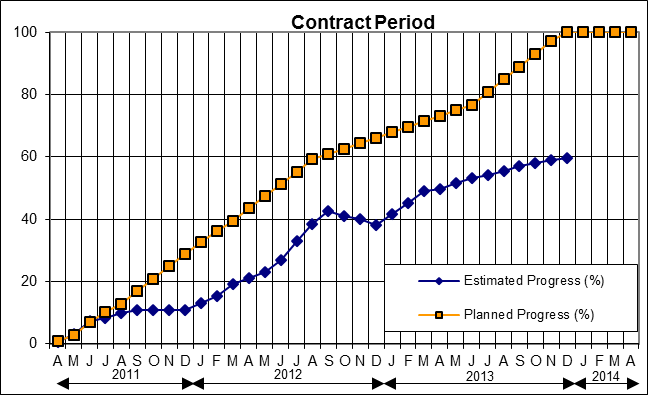 Contract Period
100
80
60
40
20
0
Estimated Progress (%)
Planned Progress (%)
A M J J A S O N D J F M A M J J A S O N D J F M A M J J A S O N D J F M A
2011 2012 2013 2014